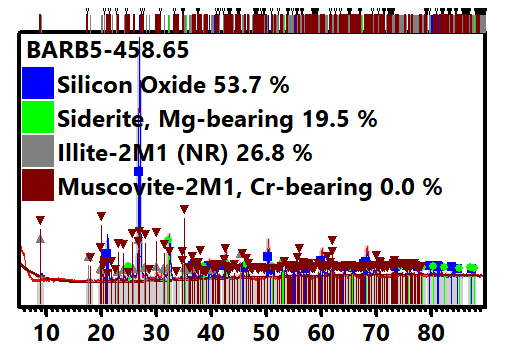 BARB5-458.65
Silicon Oxide 53.7 %
Siderite, Mg-bearing 19.5 %
Illite-2M1 (NR) 26.8 %
Muscovite-2M1, Cr-bearing 0.0 %
10 20 30 40 50 60 70 80